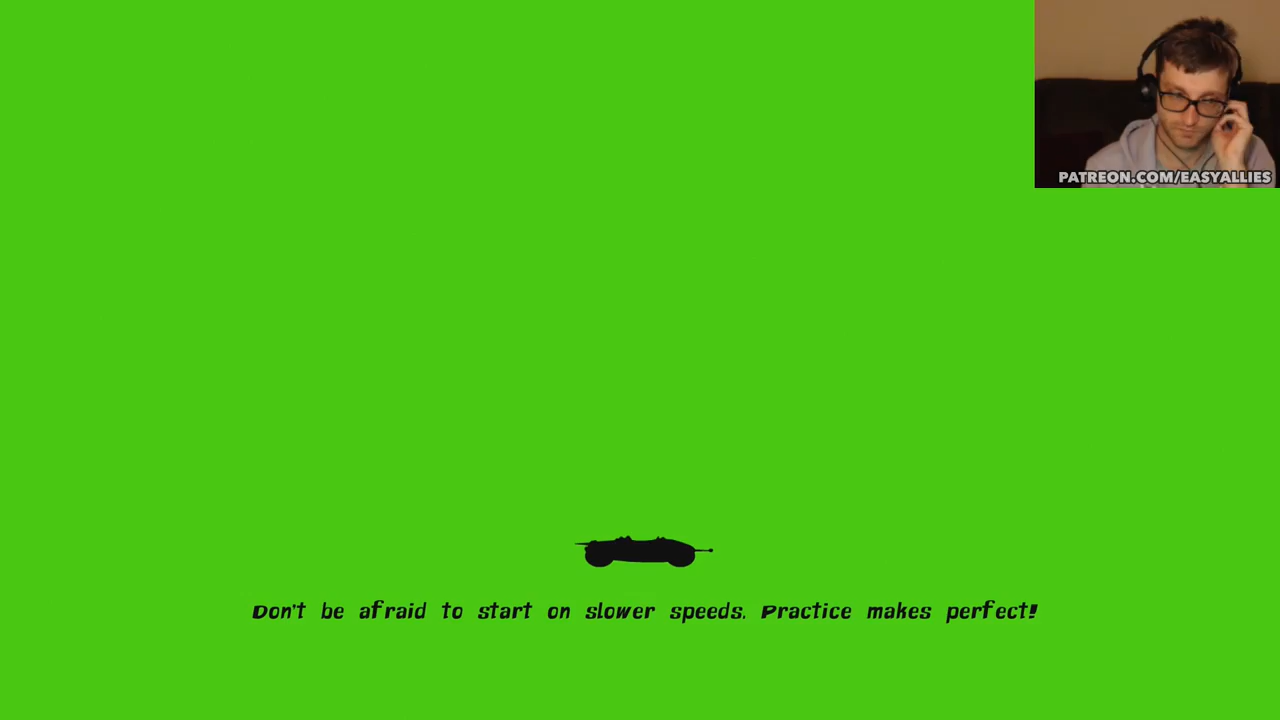 PATREON.COM/EASYALLIES
Don't be afraid to start on slower speeds. Practice makes perfect!